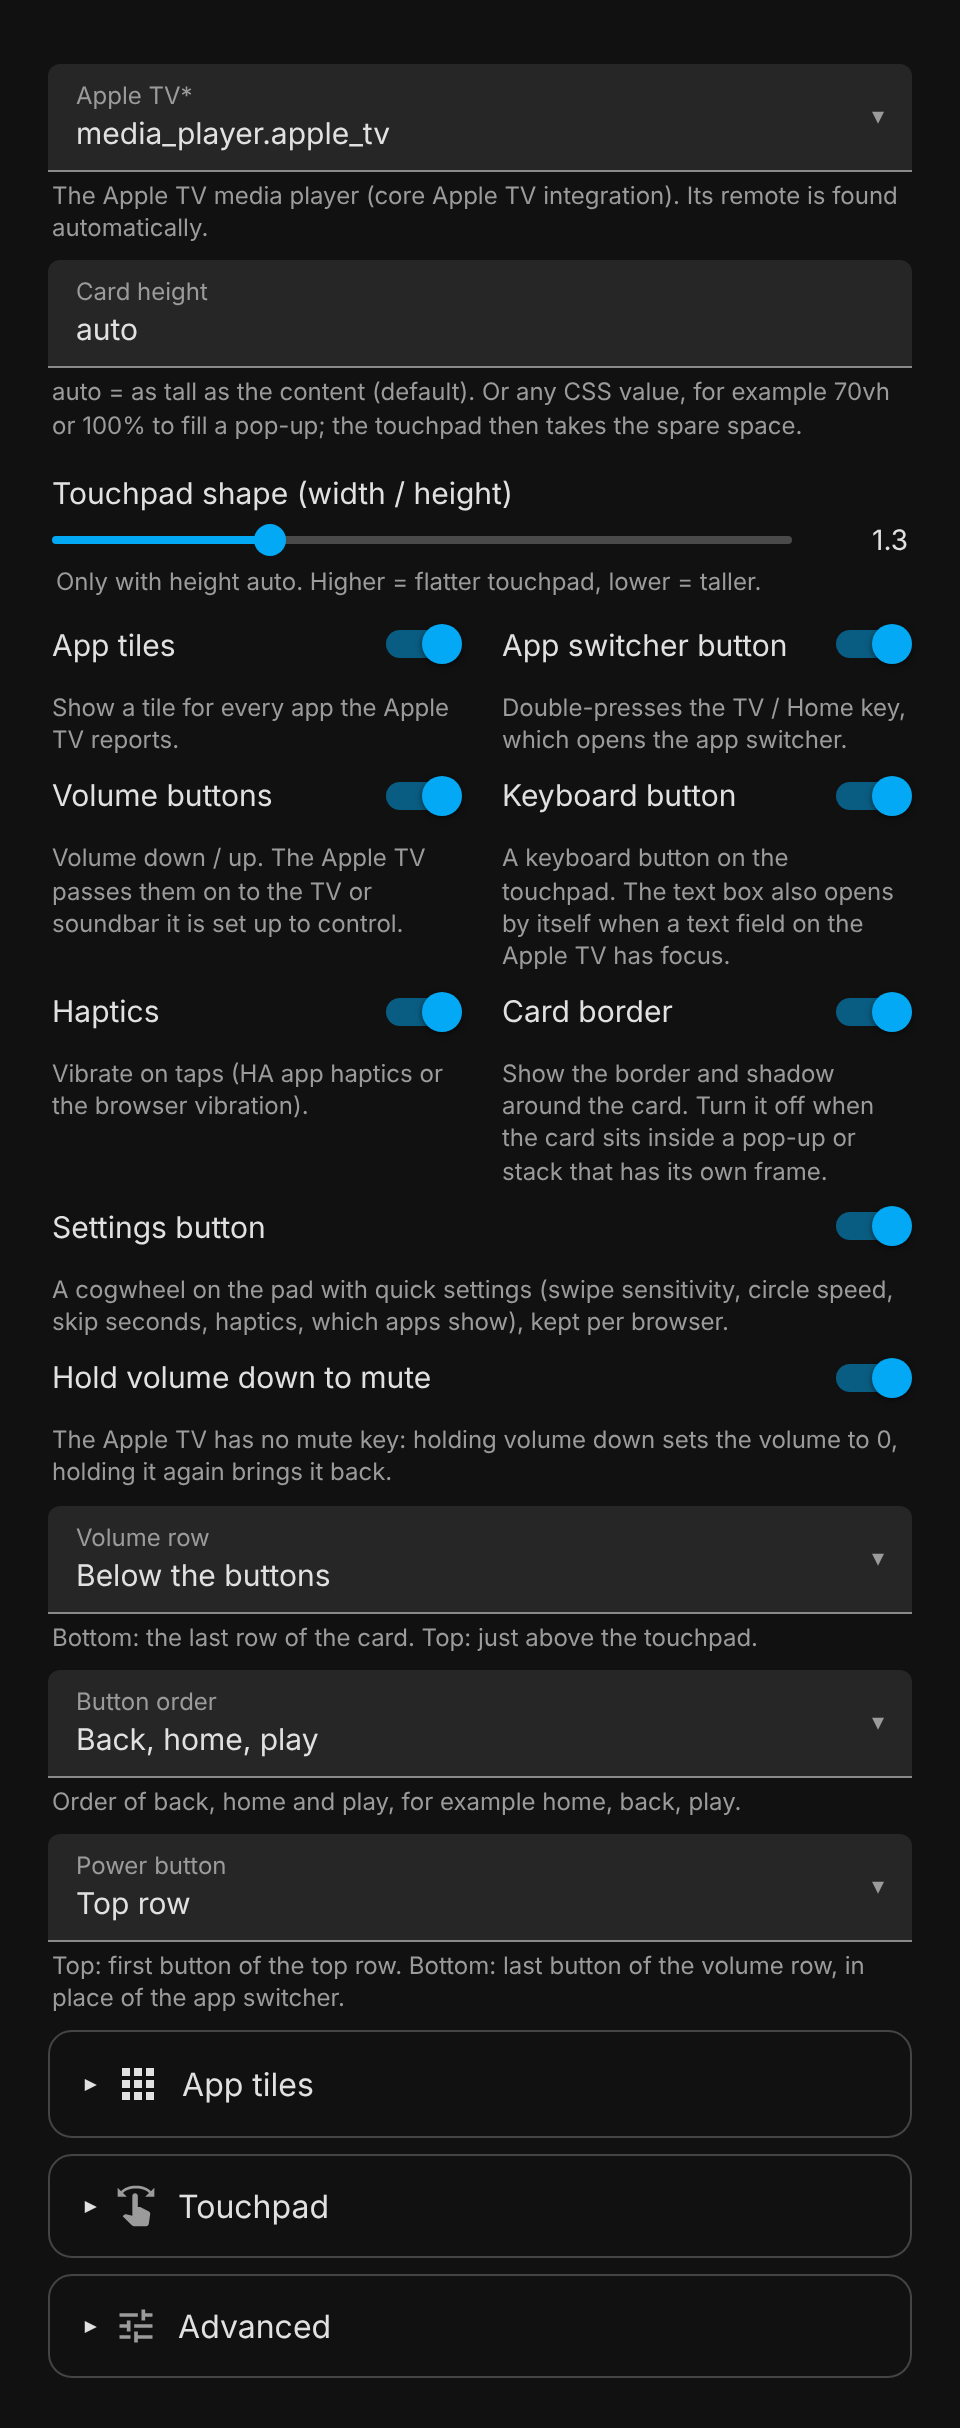 Apple TV*
media_player.apple_tv
The Apple TV media player (core Apple TV integration). Its remote is found
automatically.
Card height
auto
auto = as tall as the content (default). Or any CSS value, for example 70vh
or 100% to fill a pop-up; the touchpad then takes the spare space.
Touchpad shape (width / height)
1.3
Only with height auto. Higher = flatter touchpad, lower = taller.
App tiles
Show a tile for every app the Apple
TV reports.
App switcher button
Double-presses the TV / Home key,
which opens the app switcher.
Volume buttons
Volume down / up. The Apple TV
passes them on to the TV or
soundbar it is set up to control.
Keyboard button
A keyboard button on the
touchpad. The text box also opens
by itself when a text field on the
Apple TV has focus.
Haptics
Vibrate on taps (HA app haptics or
the browser vibration).
Card border
Show the border and shadow
around the card. Turn it off when
the card sits inside a pop-up or
stack that has its own frame.
Settings button
A cogwheel on the pad with quick settings (swipe sensitivity, circle speed,
skip seconds, haptics, which apps show), kept per browser.
Hold volume down to mute
The Apple TV has no mute key: holding volume down sets the volume to 0,
holding it again brings it back.
Volume row
Below the buttons
Bottom: the last row of the card. Top: just above the touchpad.
Button order
Back, home, play
Order of back, home and play, for example home, back, play.
Power button
Top row
Top: first button of the top row. Bottom: last button of the volume row, in
place of the app switcher.
App tiles
Touchpad
Advanced